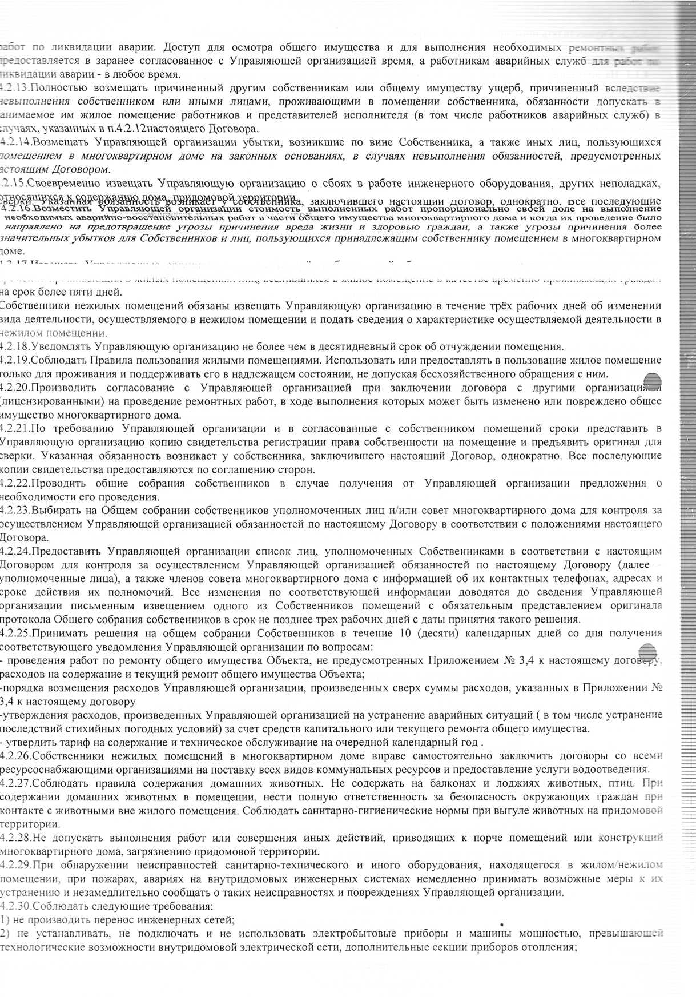 работ по ликвидации аварии. Доступ для осмотра общего имущества и для выполнения необходимых ремонтных работ
предоставляется в заранее согласованное с Управляющей организацией время, а работникам аварийных служб для работ по
ликвидации аварии - в любое время.
4.2.13.Полностью возмещать причиненный другим собственникам или общему имуществу ущерб, причиненный вследствие
невыполнения собственником или иными лицами, проживающими в помещении собственника, обязанности допускать в
занимаемое им жилое помещение работников и представителей исполнителя (в том числе работников аварийных служб) в
случаях, указанных в п.4.2.12настоящего Договора.
4.2.14.Возмещать Управляющей организации убытки, возникшие по вине Собственника, а также иных лиц, пользующихся
помещением в многоквартирном доме на законных основаниях, в случаях невыполнения обязанностей, предусмотренных
настоящим Договором.
4.2.15.Своевременно извещать Управляющую организацию о сбоях в работе инженерного оборудования, других неполадках,
относящихся к содержанию дома, придомовой территории.
сверки. Указанная обязанность возникает у собственника, заключившего настоящий Договор, однократно. Все последующие
4.2.16.Возместить Управляющей организации стоимость выполненных работ пропорционально своей доле на выполнение
необходимых аварийно-восстановительных работ в части общего имущества многоквартирного дома и когда их проведение было
направлено на предотвращение угрозы причинения вреда жизни и здоровью граждан, а также угрозы причинения более
значительных убытков для Собственников и лиц, пользующихся принадлежащим собственнику помещением в многоквартирном
доме.
4.2.17.Извещать Управляющую
жилых помещениях лиц, вселившихся в жилое помещение в качестве временно проживающих граждан
на срок более пяти дней.
Собственники нежилых помещений обязаны извещать Управляющую организацию в течение трёх рабочих дней об изменении
вида деятельности, осуществляемого в нежилом помещении и подать сведения о характеристике осуществляемой деятельности в
нежилом помещении.
4.2.18.Уведомлять Управляющую организацию не более чем в десятидневный срок об отчуждении помещения.
4.2.19.Соблюдать Правила пользования жилыми помещениями. Использовать или предоставлять в пользование жилое помещение
только для проживания и поддерживать его в надлежащем состоянии, не допуская бесхозяйственного обращения с ним.
4.2.20.Производить согласование с Управляющей организацией при заключении договора с другими организациями
(лицензированными) на проведение ремонтных работ, в ходе выполнения которых может быть изменено или повреждено общее
имущество многоквартирного дома.
4.2.21.По требованию Управляющей организации и в согласованные с собственником помещений сроки представить в
Управляющую организацию копию свидетельства регистрации права собственности на помещение и предъявить оригинал для
сверки. Указанная обязанность возникает у собственника, заключившего настоящий Договор, однократно. Все последующие
копии свидетельства предоставляются по соглашению сторон.
4.2.22.Проводить общие собрания собственников в случае получения от Управляющей организации предложения о
необходимости его проведения.
4.2.23.Выбирать на Общем собрании собственников уполномоченных лиц и/или совет многоквартирного дома для контроля за
осуществлением Управляющей организацией обязанностей по настоящему Договору в соответствии с положениями настоящего
Договора.
4.2.24.Предоставить Управляющей организации список лиц, уполномоченных Собственниками в соответствии с настоящим
Договором для контроля за осуществлением Управляющей организацией обязанностей по настоящему Договору (далее –
уполномоченные лица), а также членов совета многоквартирного дома с информацией об их контактных телефонах, адресах и
сроке действия их полномочий. Все изменения по соответствующей информации доводятся до сведения Управляющей
организации письменным извещением одного из Собственников помещений с обязательным представлением оригинала
протокола Общего собрания собственников в срок не позднее трех рабочих дней с даты принятия такого решения.
4.2.25.Принимать решения на общем собрании Собственников в течение 10 (десяти) календарных дней со дня получения
соответствующего уведомления Управляющей организации по вопросам:
- проведения работ по ремонту общего имущества Объекта, не предусмотренных Приложением № 3,4 к настоящему договору,
расходов на содержание и текущий ремонт общего имущества Объекта;
-порядка возмещения расходов Управляющей организации, произведенных сверх суммы расходов, указанных в Приложении №
3,4 к настоящему договору
-утверждения расходов, произведенных Управляющей организацией на устранение аварийных ситуаций ( в том числе устранение
последствий стихийных погодных условий) за счет средств капитального или текущего ремонта общего имущества.
- утвердить тариф на содержание и техническое обслуживание на очередной календарный год .
4.2.26.Собственники нежилых помещений в многоквартирном доме вправе самостоятельно заключить договоры со всеми
ресурсоснабжающими организациями на поставку всех видов коммунальных ресурсов и предоставление услуги водоотведения.
4.2.27.Соблюдать правила содержания домашних животных. Не содержать на балконах и лоджиях животных, птиц. При
содержании домашних животных в помещении, нести полную ответственность за безопасность окружающих граждан при
контакте с животными вне жилого помещения. Соблюдать санитарно-гигиенические нормы при выгуле животных на придомовой
территории.
4.2.28.Не допускать выполнения работ или совершения иных действий, приводящих к порче помещений или конструкций
многоквартирного дома, загрязнению придомовой территории.
4.2.29.При обнаружении неисправностей санитарно-технического и иного оборудования, находящегося в жилом/нежилом
помещении, при пожарах, авариях на внутридомовых инженерных системах немедленно принимать возможные меры к их
устранению и незамедлительно сообщать о таких неисправностях и повреждениях Управляющей организации.
4.2.30.Соблюдать следующие требования:
1) не производить перенос инженерных сетей;
2) не устанавливать, не подключать и не использовать электробытовые приборы и машины мощностью, превышающей
технологические возможности внутридомовой электрической сети, дополнительные секции приборов отопления;